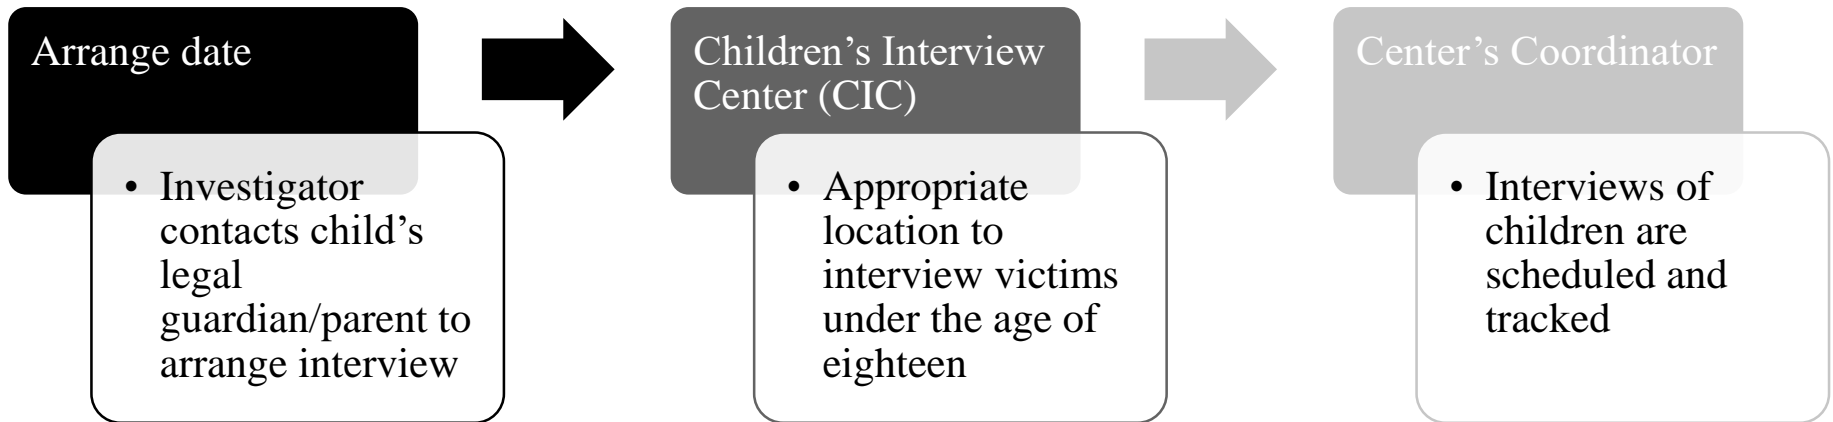 Arrange date
• Investigator
contacts child’s
legal
guardian/parent to
arrange interview
Children’s Interview
Center (CIC)
• Appropriate
location to
interview victims
under the age of
eighteen
Center’s Coordinator
• Interviews of
children are
scheduled and
tracked